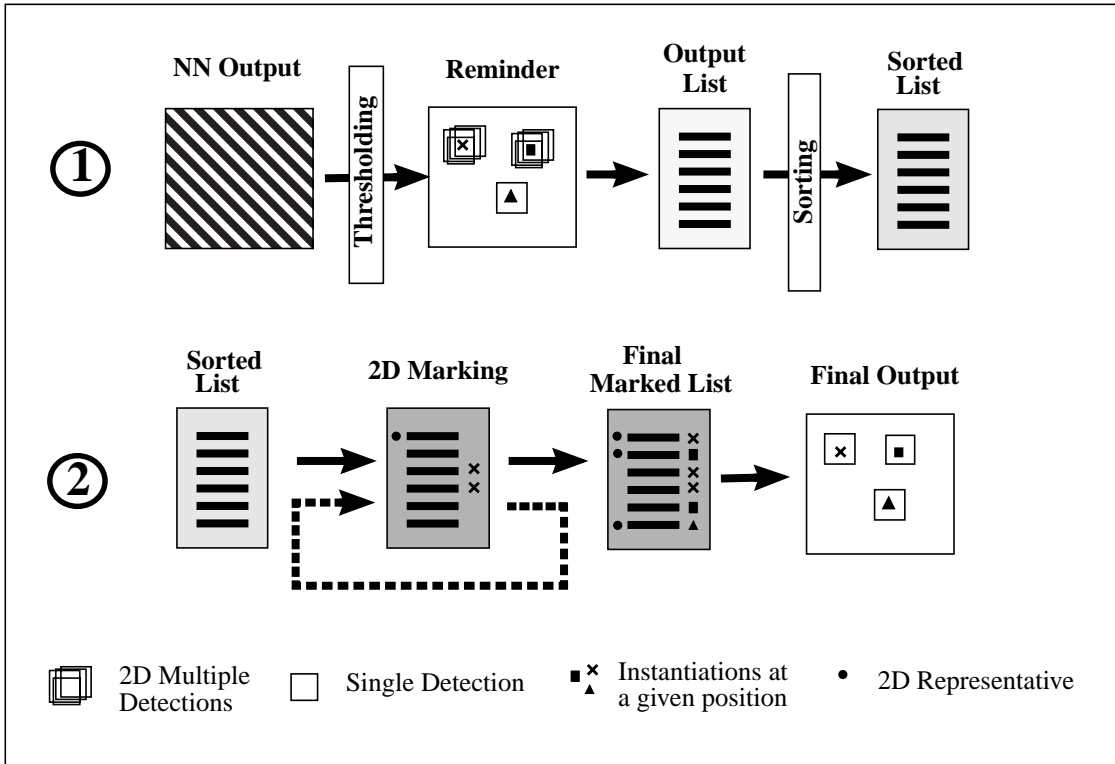 NN Output
Thresholding
Reminder
Output
List
Sorting
Sorted
List
1
Sorted
List
2D Marking
Final
Marked List
Final Output
2
2D Multiple
Detections
Single Detection
Instantiations at
a given position
2D Representative